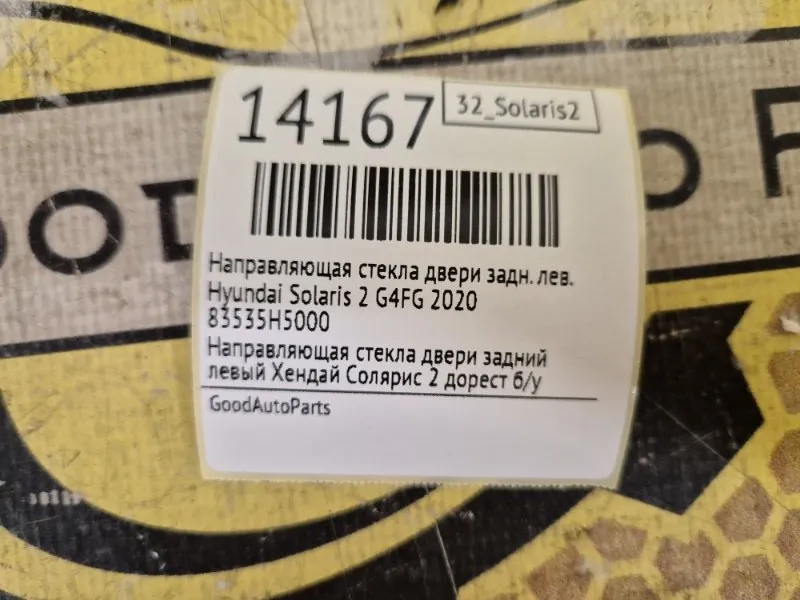 14167
32_Solaris2
Направляющая стекла двери задн. лев.
Hyundai Solaris 2 G4FG 2020
83535H5000
Направляющая стекла двери задний
левый Хендай Солярис 2 дорест б/у
GoodAutoParts